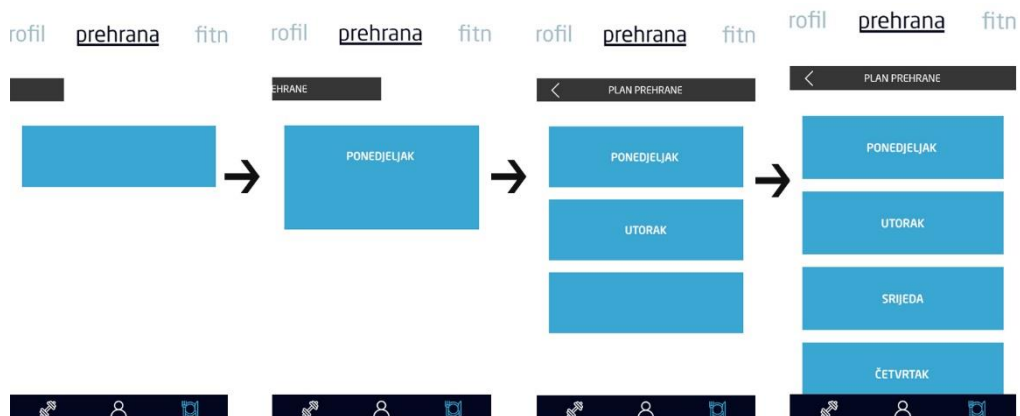 rofil prehrana fitn
rofil prehrana fitn
EHRANE
PONEDJELJAK
rofil prehrana fitn
PLAN PREHRANE
PONEDJELJAK
UTORAK
rofil prehrana fitn
PLAN PREHRANE
PONEDJELJAK
UTORAK
SRIJEDA
ČETVRTAK